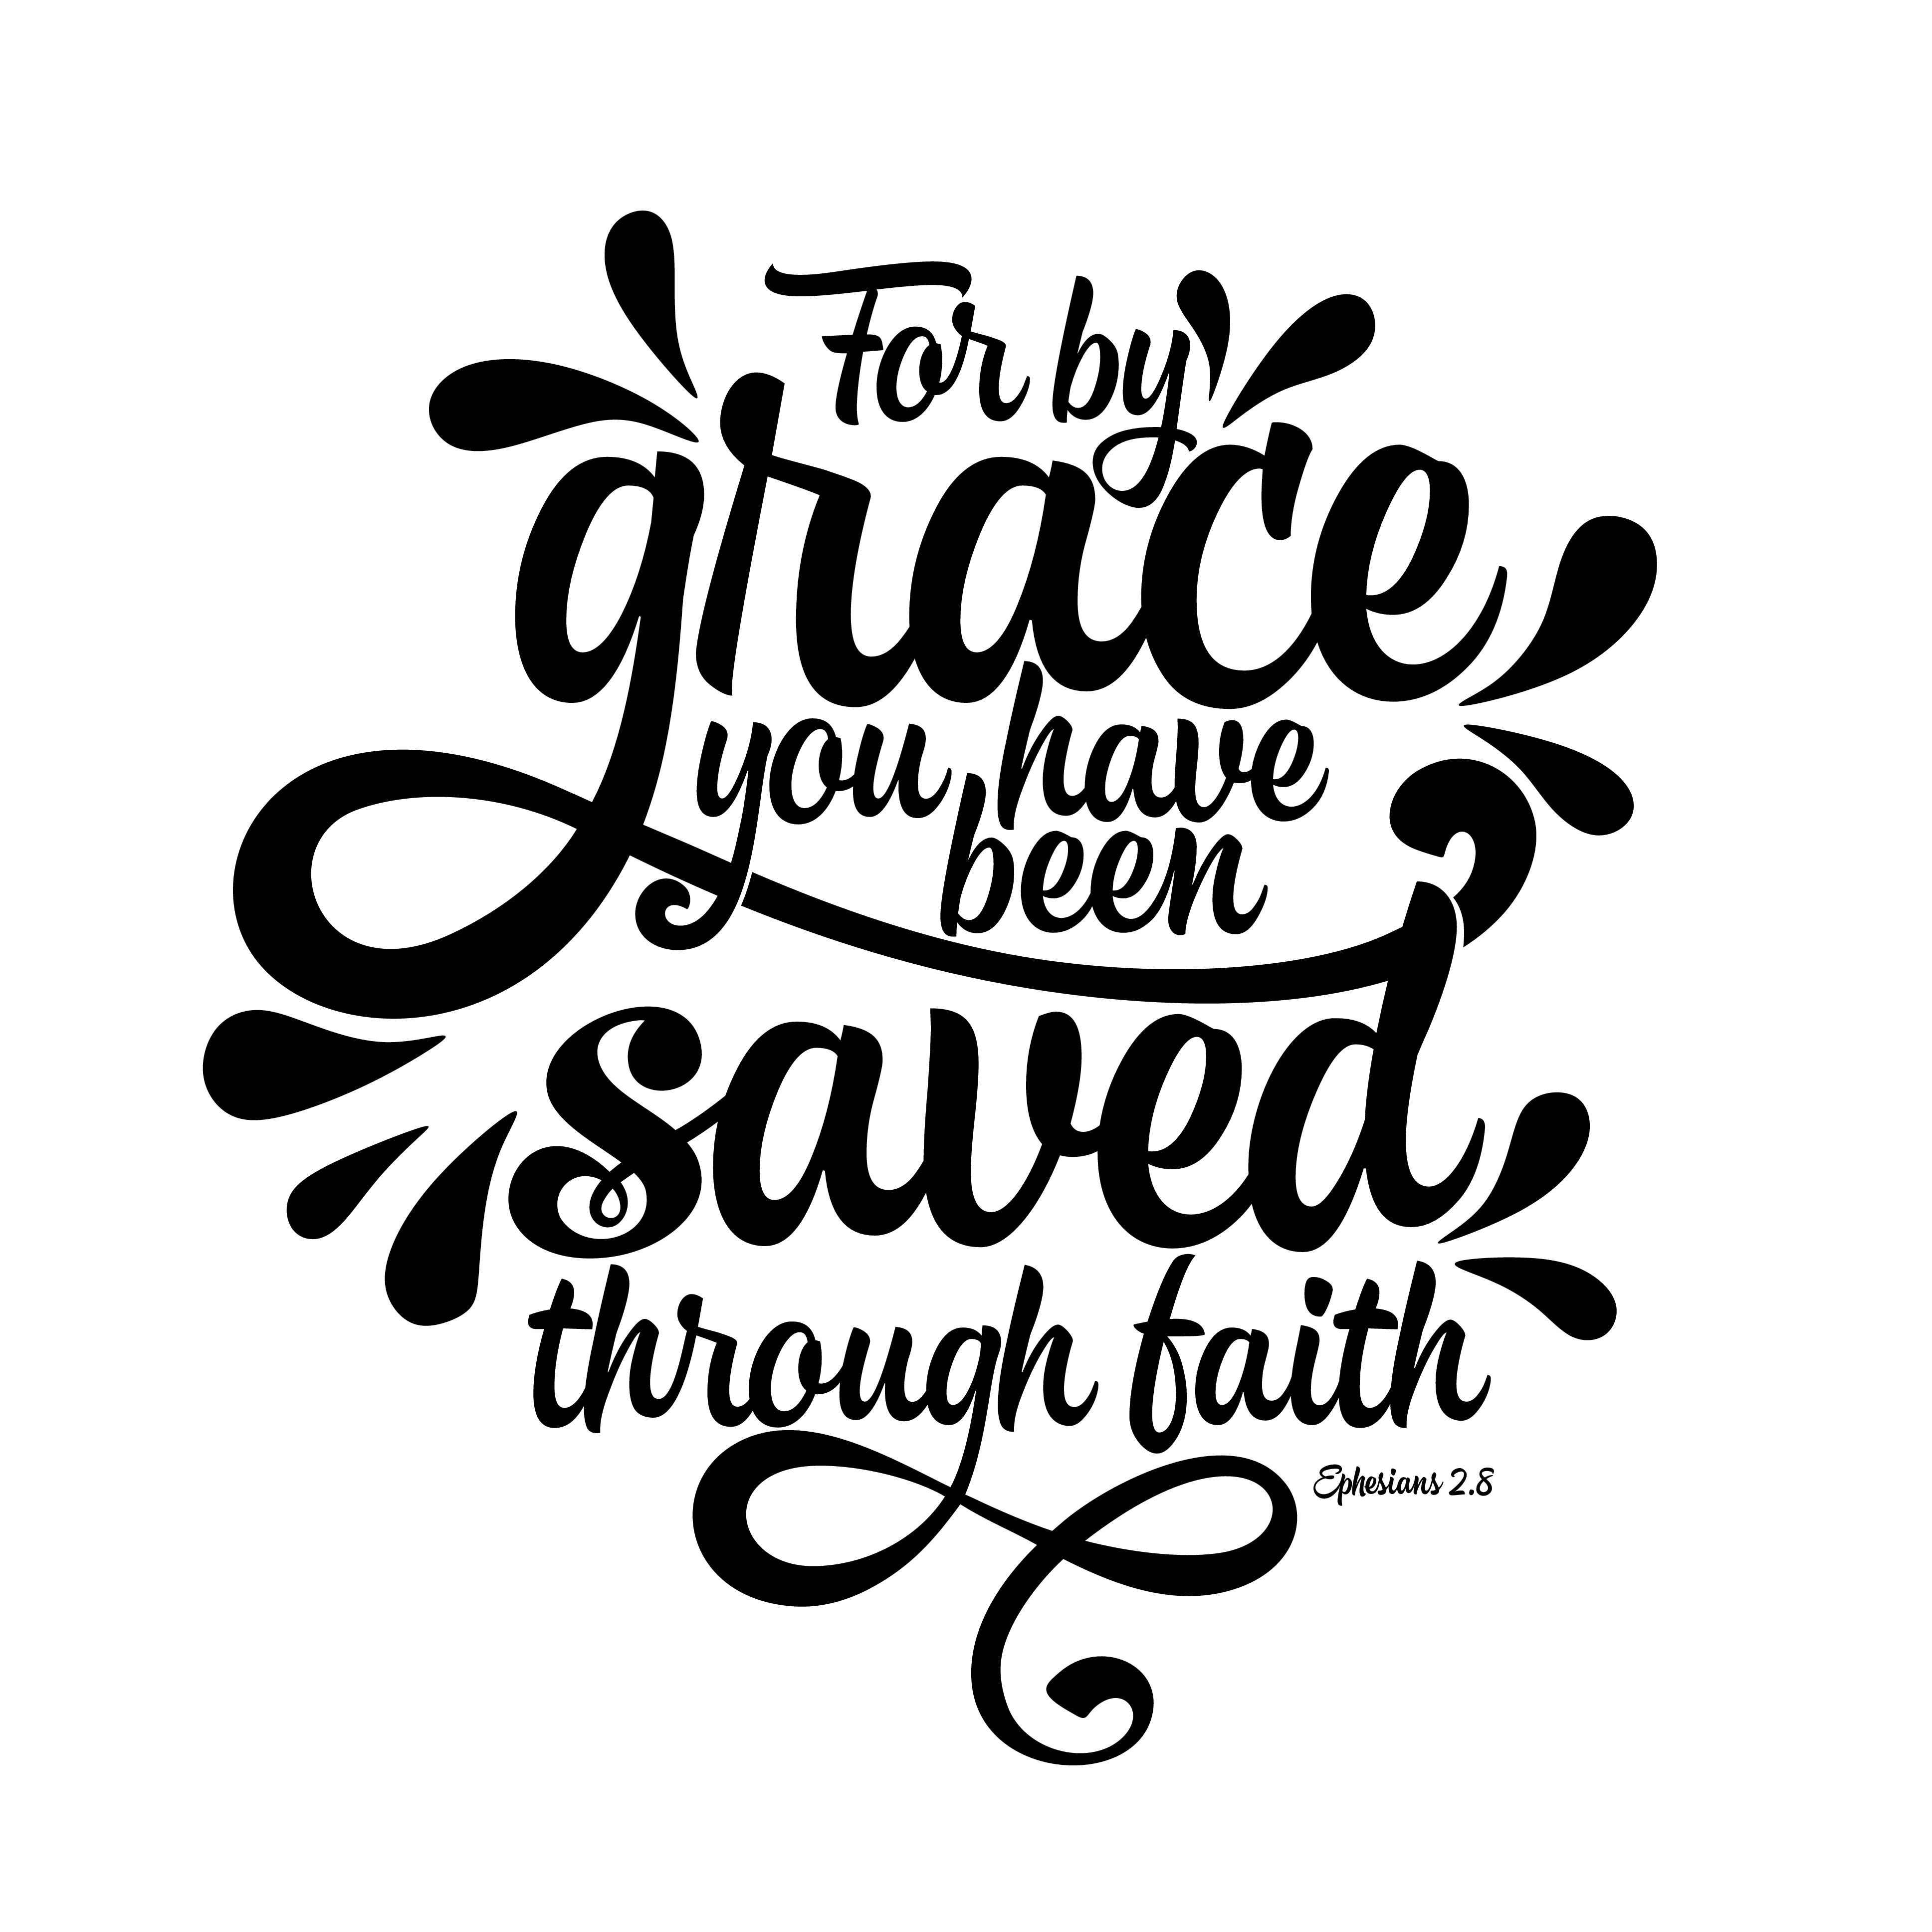 For by
grace
you have
been
saved
through faith
Ephesians 2:8